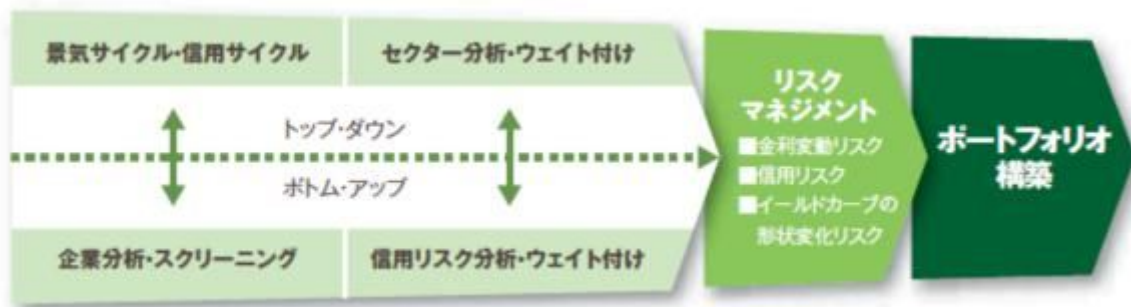 景気サイクル・信用サイクル
セクター分析・ウェイト付け
トップ・ダウン
ボトム・アップ
企業分析・スクリーニング
信用リスク分析・ウェイト付け
リスク
マネジメント
■金利変動リスク
■信用リスク
■イールドカーブの
形状変化リスク
ポートフォリオ
構築